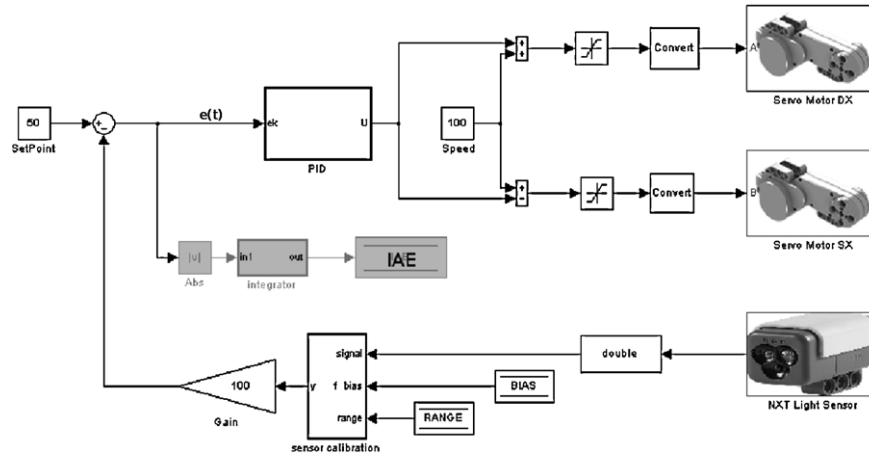 50
SetPoint
+
-
e(t)
ek
U
PID
100
Speed
+
+
Convert
A
Servo Motor DX
+
-
Convert
B
Servo Motor SX
|u|
Abs
in1
out
integrator
IAE
signal
f bias
range
y
sensor calibration
100
Gain
double
BIAS
RANGE
NXT Light Sensor